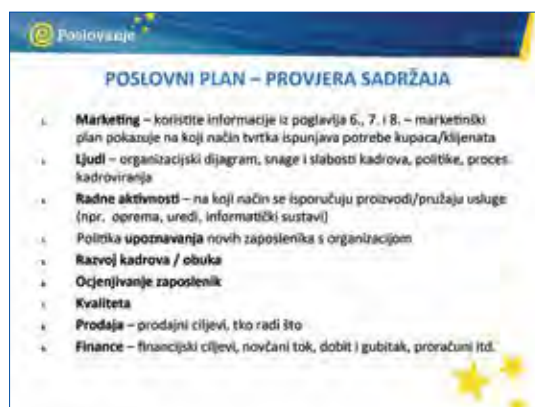 e Poslovanje
POSLOVNI PLAN – PROVJERA SADRŽAJA
Marketing – koristite informacije iz poglavlja 6., 7. i 8. – marketinški
plan pokazuje na koji način tvrtka ispunjava potrebe kupaca/klijenata
Ljudi – organizacijski dijagram, snage i slabosti kadrova, politike, proces
kadroviranja
Radne aktivnosti – na koji način se isporučuju proizvodi/pružaju usluge
(npr. oprema, uredi, informatički sustavi)
Politika upoznavanja novih zaposlenika s organizacijom
Razvoj kadrova / obuka
Ocjenjivanje zaposlenik
Kvaliteta
Prodaja – prodajni ciljevi, tko radi što
Finance – financijski ciljevi, novčani tok, dobit i gubitak, proračuni itd.